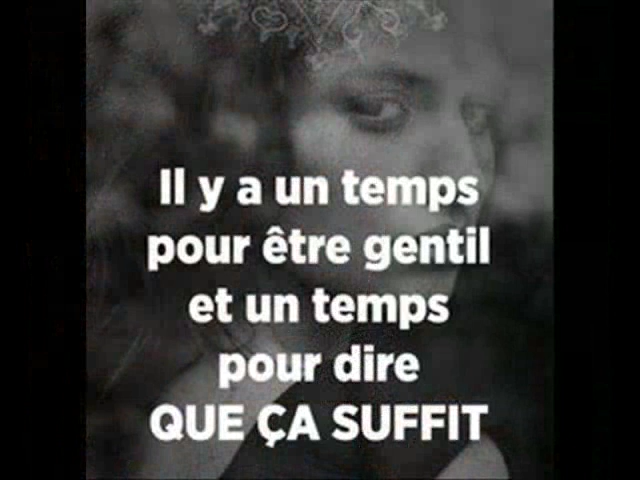 Il y a un temps
pour être gentil
et un temps
pour dire
QUE ÇA SUFFIT